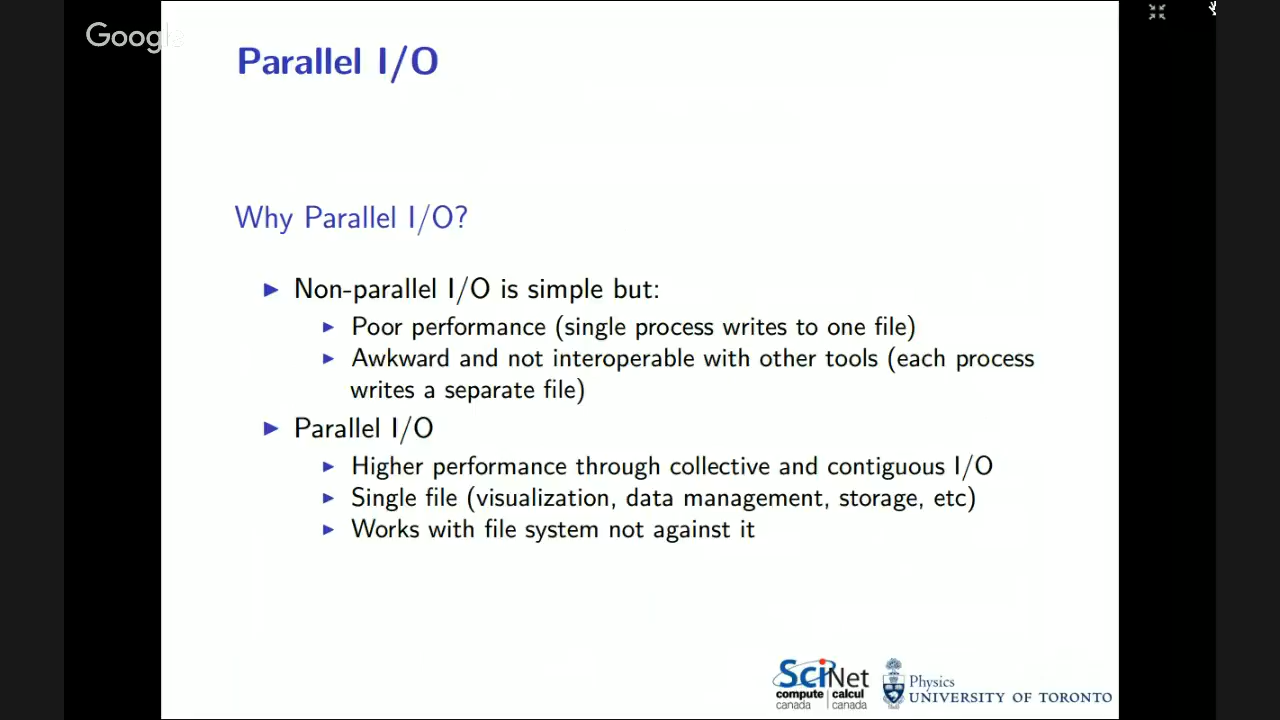 Google
Parallel I/O
Why Parallel I/O?
Non-parallel I/O is simple but:
Poor performance (single process writes to one file)
Awkward and not interoperable with other tools (each process
writes a separate file)
Parallel I/O
Higher performance through collective and contiguous I/O
Single file (visualization, data management, storage, etc)
Works with file system not against it
SciNet
compute | calcul
canada | canada
Physics
UNIVERSITY OF TORONTO